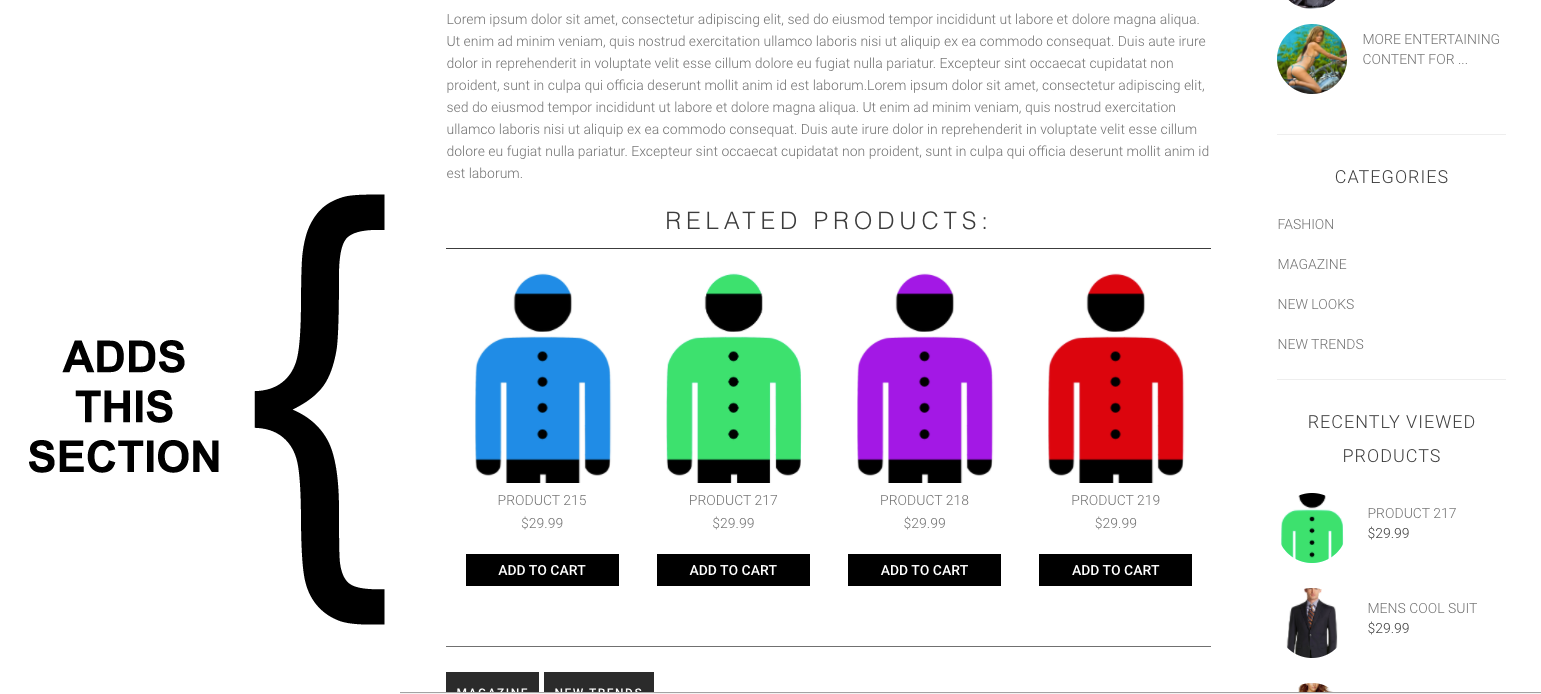 Lorem ipsum dolor sit amet, consectetur adipiscing elit, sed do eiusmod tempor incididunt ut labore et dolore magna aliqua.
Ut enim ad minim veniam, quis nostrud exercitation ullamco laboris nisi ut aliquip ex ea commodo consequat. Duis aute irure
dolor in reprehenderit in voluptate velit esse cillum dolore eu fugiat nulla pariatur. Excepteur sint occaecat cupidatat non
proident, sunt in culpa qui officia deserunt mollit anim id est laborum.Lorem ipsum dolor sit amet, consectetur adipiscing elit,
sed do eiusmod tempor incididunt ut labore et dolore magna aliqua. Ut enim ad minim veniam, quis nostrud exercitation
ullamco laboris nisi ut aliquip ex ea commodo consequat. Duis aute irure dolor in reprehenderit in voluptate velit esse cillum
dolore eu fugiat nulla pariatur. Excepteur sint occaecat cupidatat non proident, sunt in culpa qui officia deserunt mollit anim id
est laborum.
ADDS
THIS
SECTION
{
RELATED PRODUCTS:
PRODUCT 215
$29.99
ADD TO CART
PRODUCT 217
$29.99
ADD TO CART
PRODUCT 218
$29.99
ADD TO CART
PRODUCT 219
$29.99
ADD TO CART
MAGAZINE
NEW TRENDS
MORE ENTERTAINING
CONTENT FOR ...
CATEGORIES
FASHION
MAGAZINE
NEW LOOKS
NEW TRENDS
RECENTLY VIEWED
PRODUCTS
PRODUCT 217
$29.99
MENS COOL SUIT
$29.99